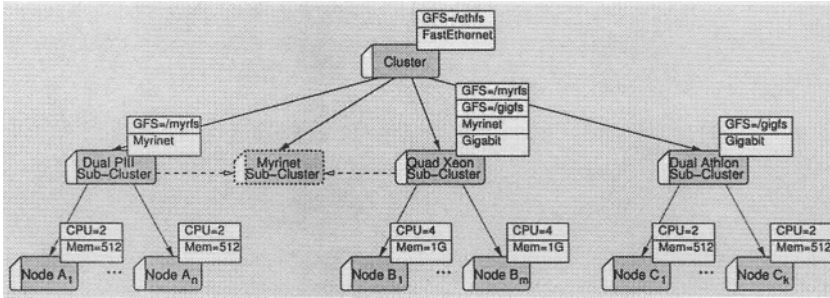 GFS=/ethfs
FastEthernet
Cluster
GFS=/myrfs
GFS=/gigfs
Myrinet
Gigabit
GFS=/myrfs
Myrinet
GFS=/gigfs
Gigabit
Dual PIII
Sub-Cluster
Myrinet
Sub-Cluster
Quad Xeon
Sub-Cluster
Dual Athlon
Sub-Cluster
CPU=2
Mem=512
CPU=2
Mem=512
CPU=4
Mem=1G
CPU=4
Mem=1G
CPU=2
Mem=512
CPU=2
Mem=512
Node A1
...
Node An
Node B1
...
Node Bm
Node C1
...
Node Ck